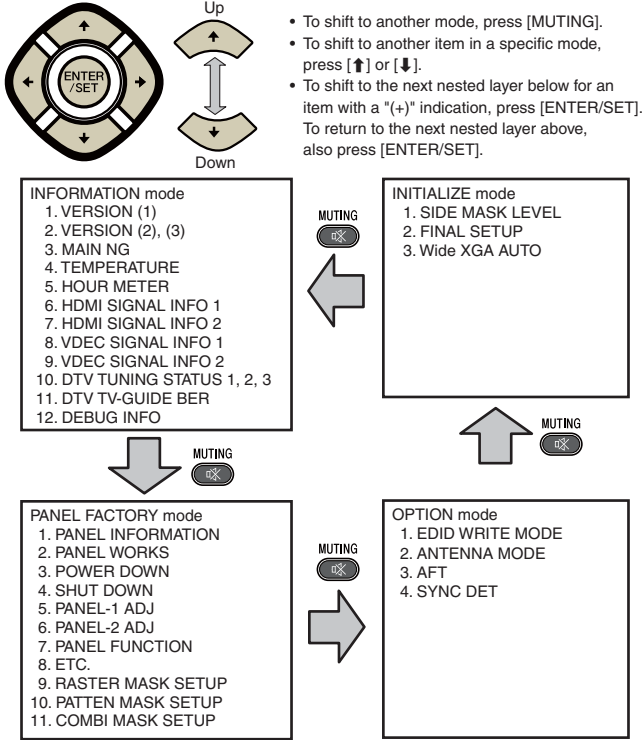 Up
ENTER
/SET
Down
• To shift to another mode, press [MUTING].
• To shift to another item in a specific mode,
press [⬆] or [⬇].
• To shift to the next nested layer below for an
item with a "(+)" indication, press [ENTER/SET].
To return to the next nested layer above,
also press [ENTER/SET].
INFORMATION mode
1. VERSION (1)
2. VERSION (2), (3)
3. MAIN NG
4. TEMPERATURE
5. HOUR METER
6. HDMI SIGNAL INFO 1
7. HDMI SIGNAL INFO 2
8. VDEC SIGNAL INFO 1
9. VDEC SIGNAL INFO 2
10. DTV TUNING STATUS 1, 2, 3
11. DTV TV-GUIDE BER
12. DEBUG INFO
MUTING
INITIALIZE mode
1. SIDE MASK LEVEL
2. FINAL SETUP
3. Wide XGA AUTO
MUTING
MUTING
PANEL FACTORY mode
1. PANEL INFORMATION
2. PANEL WORKS
3. POWER DOWN
4. SHUT DOWN
5. PANEL-1 ADJ
6. PANEL-2 ADJ
7. PANEL FUNCTION
8. ETC.
9. RASTER MASK SETUP
10. PATTEN MASK SETUP
11. COMBI MASK SETUP
MUTING
OPTION mode
1. EDID WRITE MODE
2. ANTENNA MODE
3. AFT
4. SYNC DET